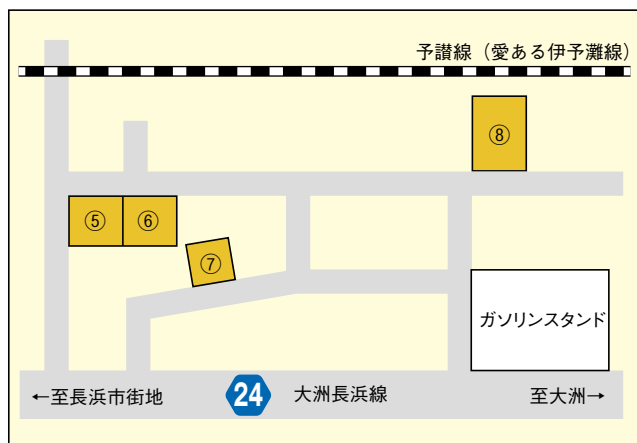 予讃線（愛ある伊予灘線）
⑧
⑤ ⑥
⑦
ガソリンスタンド
←至長浜市街地 24 大洲長浜線 至大洲→